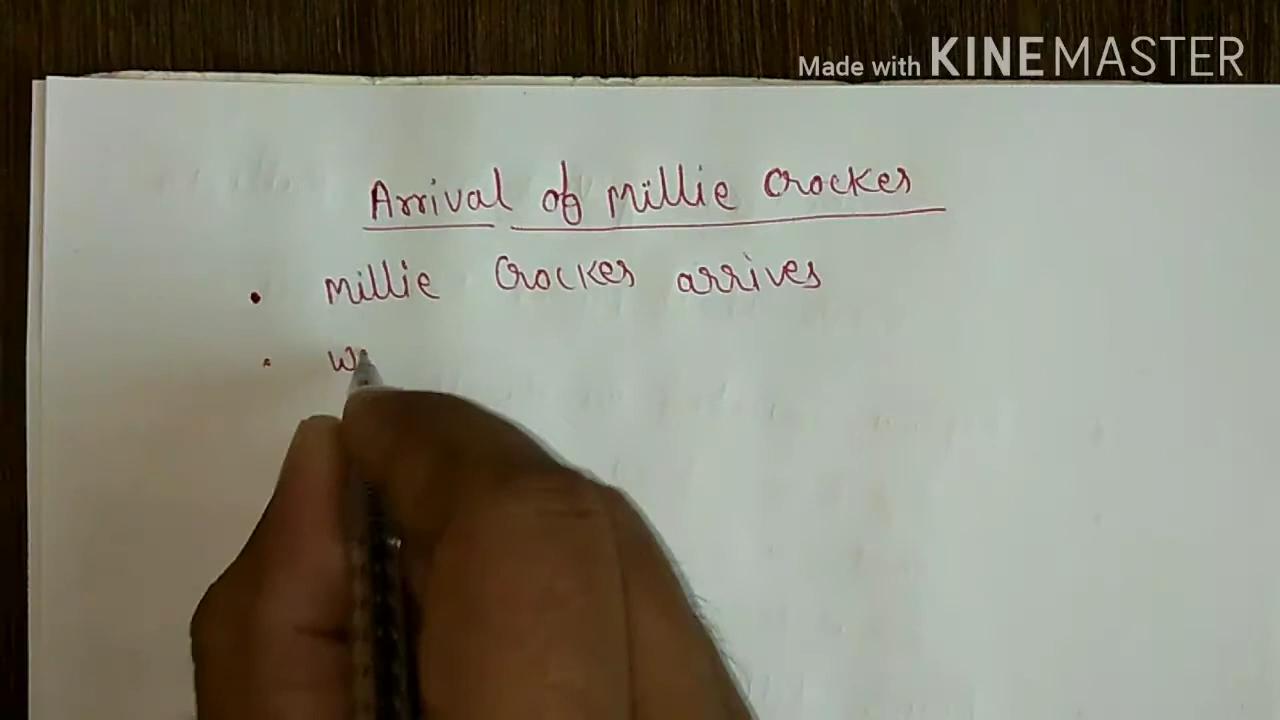 Made with KINEMASTER
Arrival of Millie Crocker
• Millie Crocker arrives